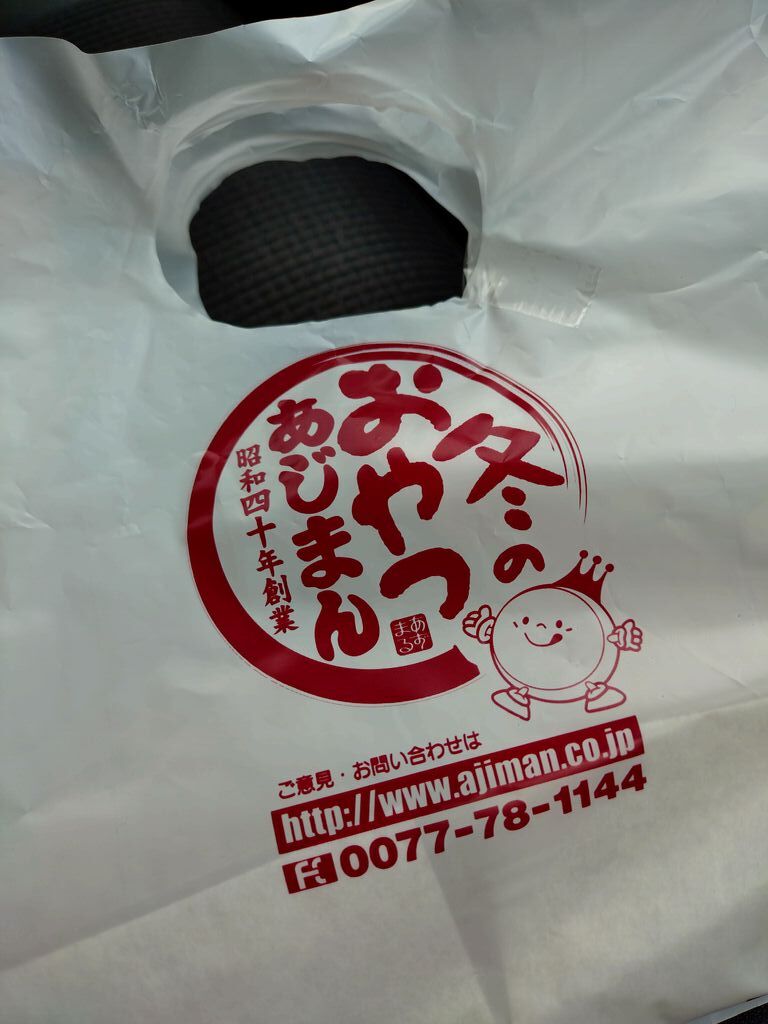 冬の
おやつ
あじまん
昭和四十年創業
あすまる
ご意見・お問い合わせは
http://www.ajiman.co.jp
0077-78-1144